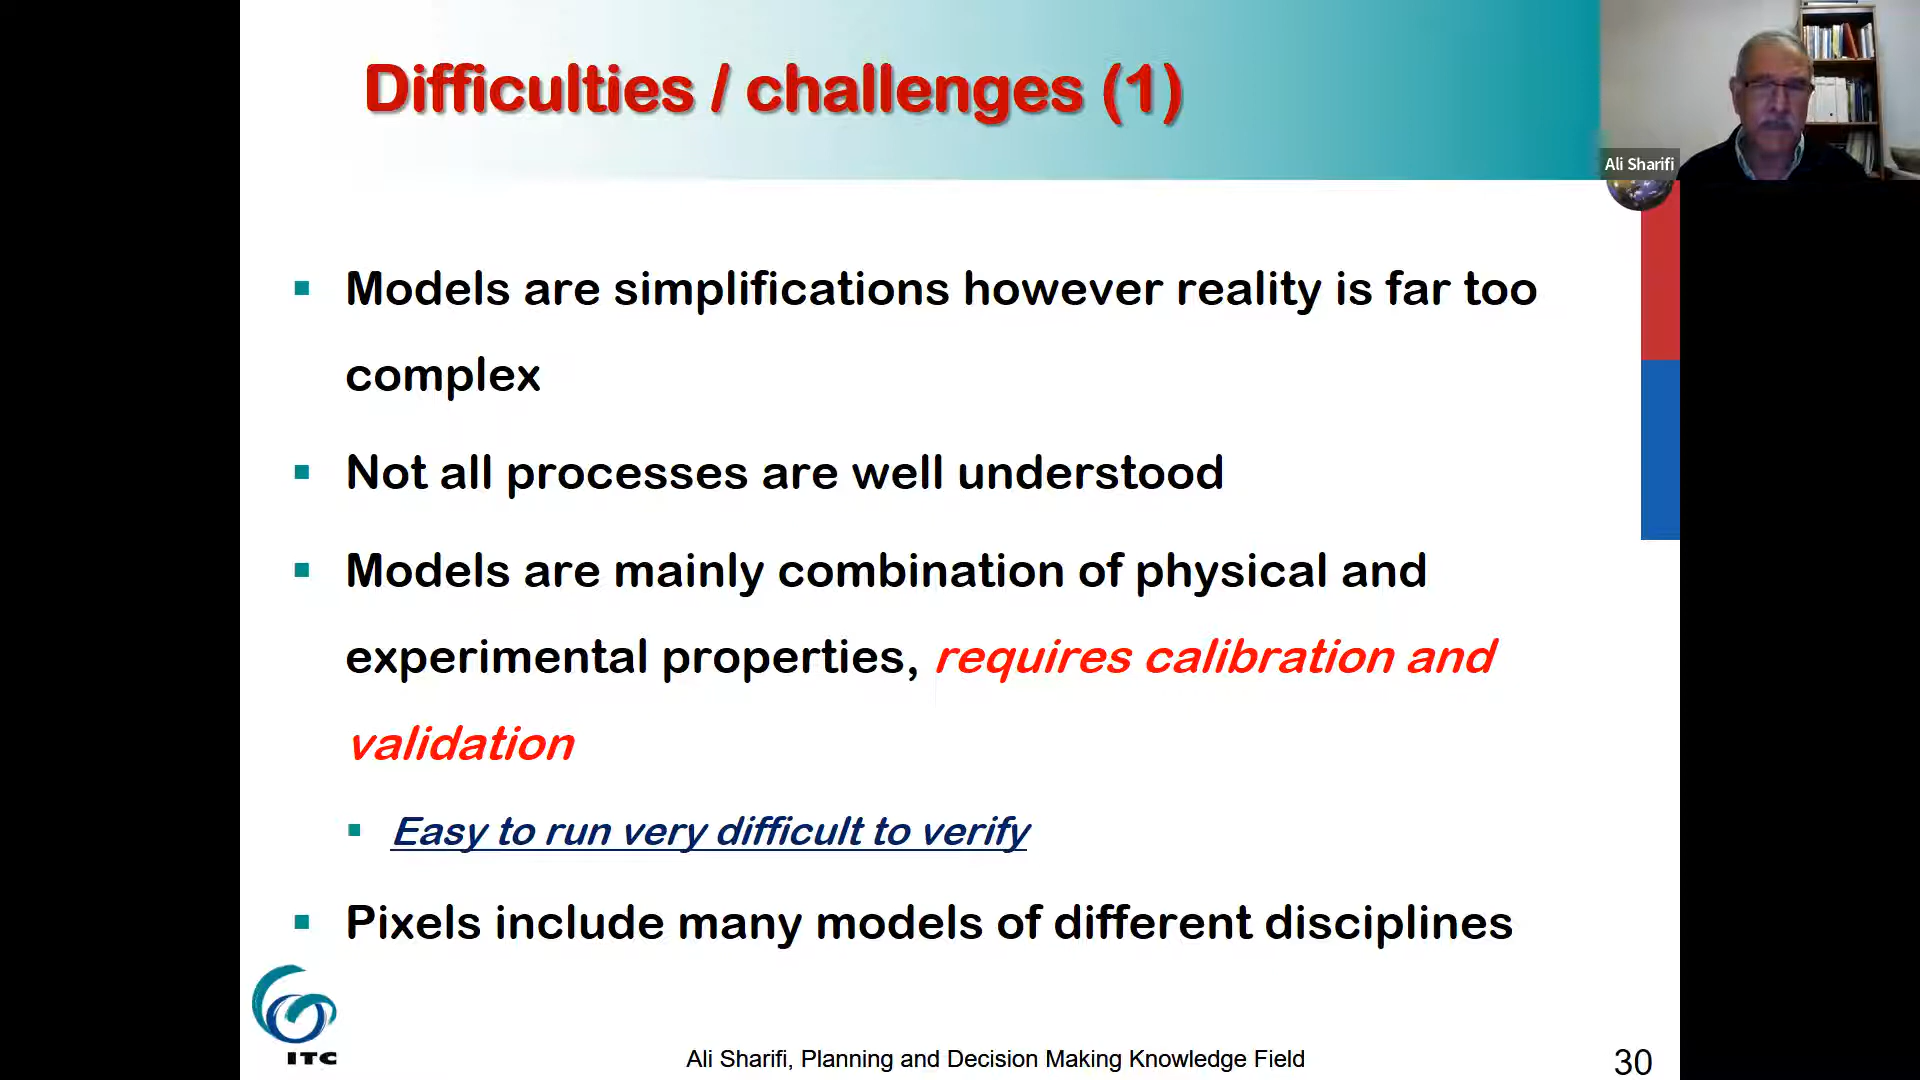 Difficulties / challenges (1)
Ali Sharifi
Models are simplifications however reality is far too
complex
Not all processes are well understood
Models are mainly combination of physical and
experimental properties, requires calibration and
validation
Easy to run very difficult to verify
Pixels include many models of different disciplines
ITC
Ali Sharifi, Planning and Decision Making Knowledge Field
30